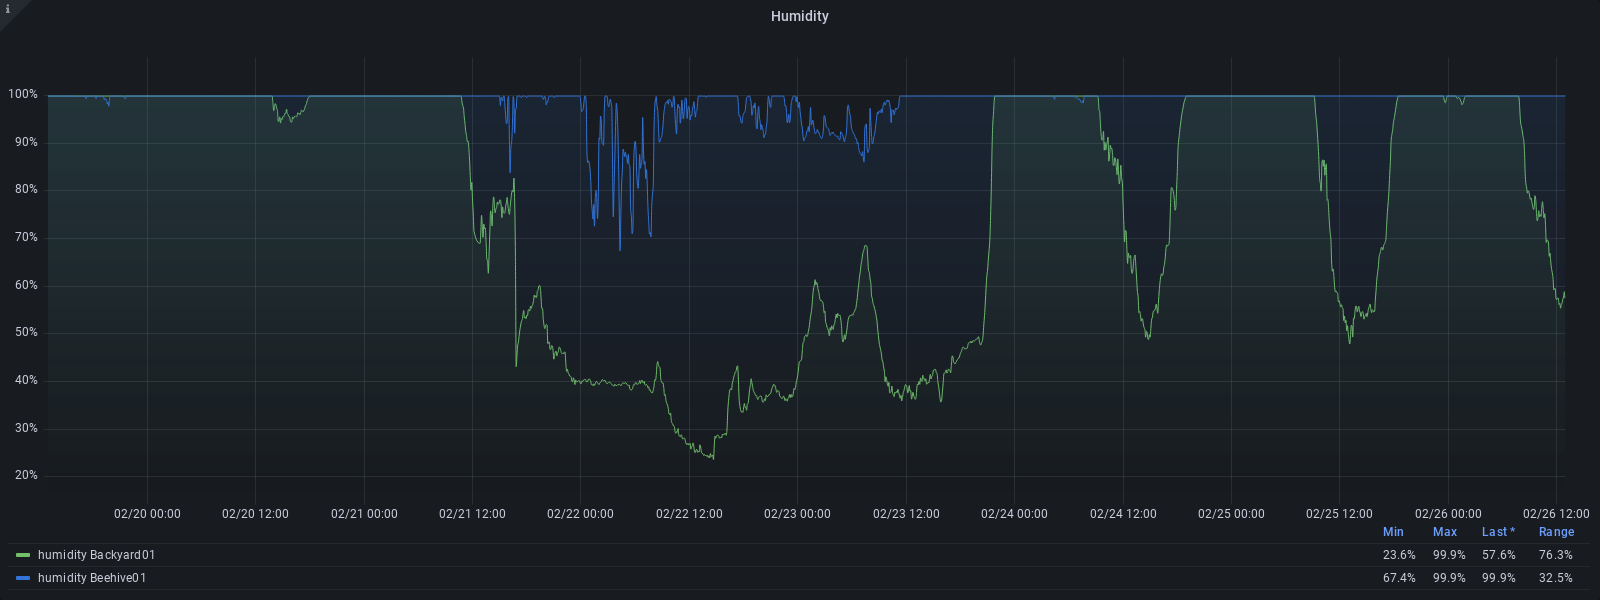 i
Humidity
100%
90%
80%
70%
60%
50%
40%
30%
20%
02/20 00:00 02/20 12:00 02/21 00:00 02/21 12:00 02/22 00:00 02/22 12:00 02/23 00:00 02/23 12:00 02/24 00:00 02/24 12:00 02/25 00:00 02/25 12:00 02/26 00:00 02/26 12:00
Min Max Last * Range
humidity Backyard01 23.6% 99.9% 57.6% 76.3%
humidity Beehive01 67.4% 99.9% 99.9% 32.5%